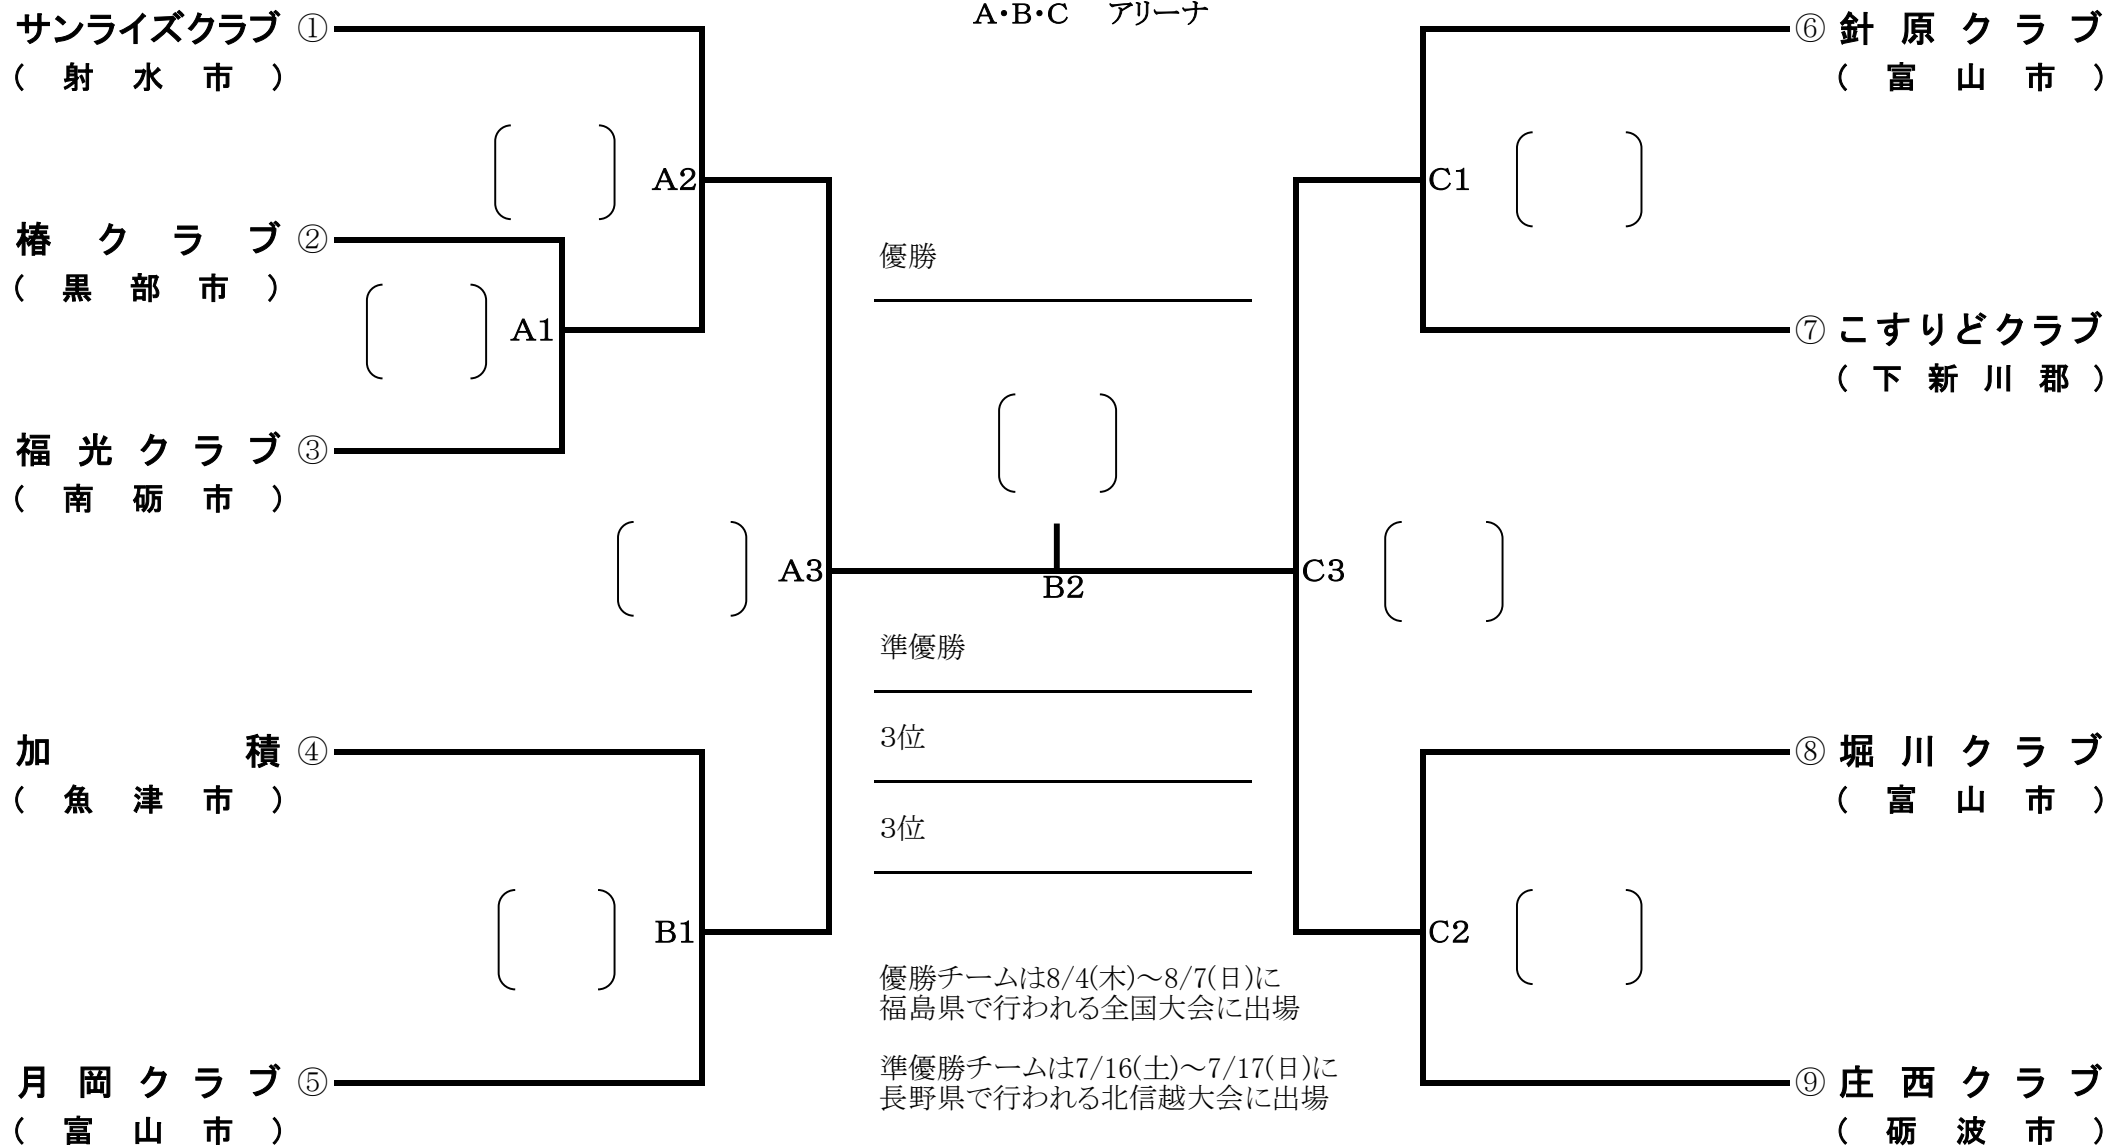 A・B・C　アリーナ
サンライズクラブ ①
( 射 水 市 )
A2
椿 ク ラ ブ ②
( 黒 部 市 )
A1
福 光 ク ラ ブ ③
( 南 砺 市 )
A3
加 積 ④
( 魚 津 市 )
B1
月 岡 ク ラ ブ ⑤
( 富 山 市 )
優勝
B2
準優勝
3位
3位
優勝チームは8/4(木)～8/7(日)に
福島県で行われる全国大会に出場
準優勝チームは7/16(土)～7/17(日)に
長野県で行われる北信越大会に出場
⑥ 針 原 ク ラ ブ
( 富 山 市 )
C1
⑦ こすりどクラブ
( 下 新 川 郡 )
C3
⑧ 堀 川 ク ラ ブ
( 富 山 市 )
C2
⑨ 庄 西 ク ラ ブ
( 砺 波 市 )